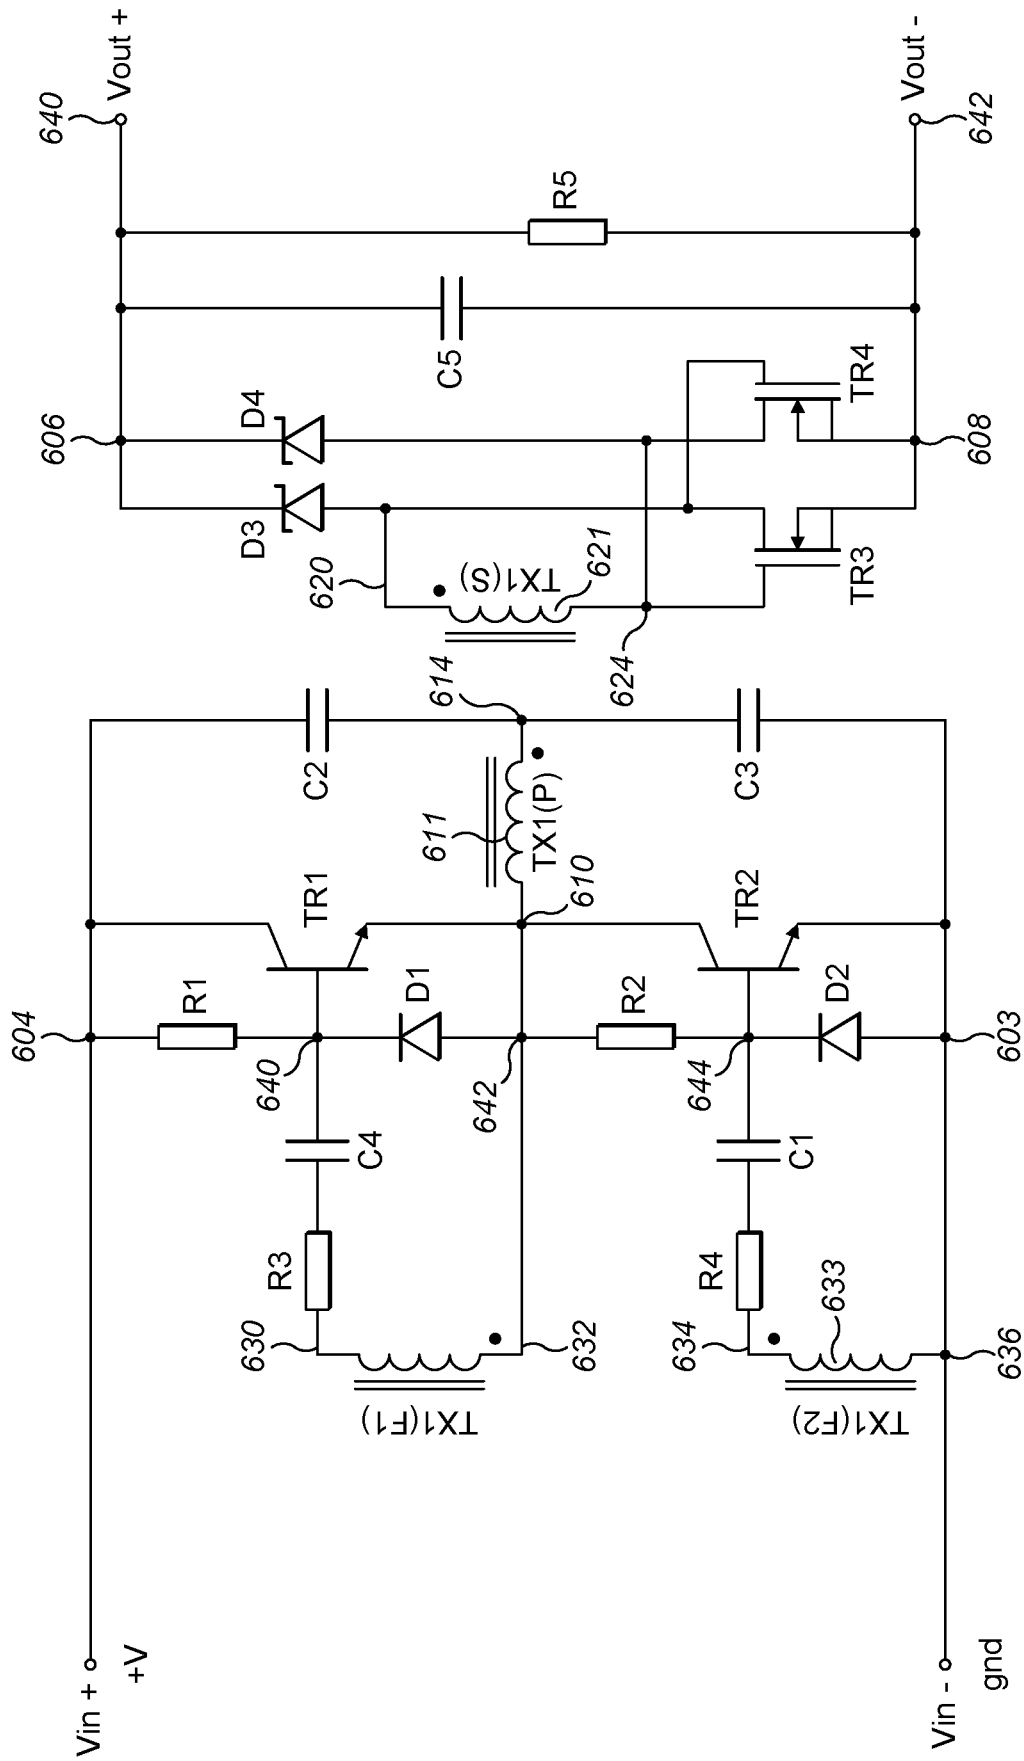 Vin +
+V
604
R1
TR1
C2
640
C4
R3
630
TX1(F1)
D1
642
632
611
TX1(P)
610
614
R2
TR2
C3
644
C1
R4
634
633
TX1(F2)
D2
603
636
Vin -
gnd
606
D4
D3
620
TX1(S)
621
624
C5
R5
TR4
TR3
608
640
Vout +
642
Vout -